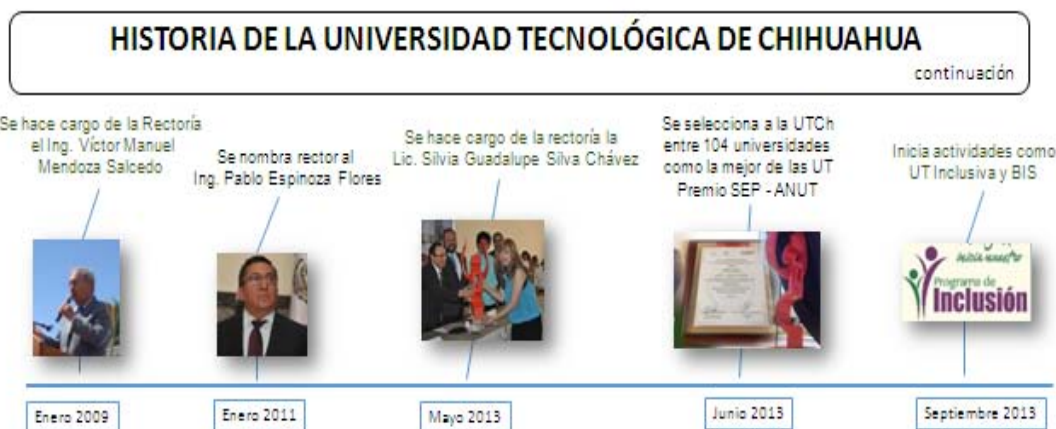 HISTORIA DE LA UNIVERSIDAD TECNOLÓGICA DE CHIHUAHUA
continuación
Se hace cargo de la Rectoría
el Ing. Víctor Manuel
Mendoza Salcedo
Se nombra rector al
Ing. Pablo Espinoza Flores
Se hace cargo de la rectoría la
Lic. Silvia Guadalupe Silva Chávez
Se selecciona a la UTCh
entre 104 universidades
como la mejor de las UT
Premio SEP - ANUT
Inicia actividades como
UT Inclusiva y BIS
Programa de
Inclusión
Enero 2009
Enero 2011
Mayo 2013
Junio 2013
Septiembre 2013